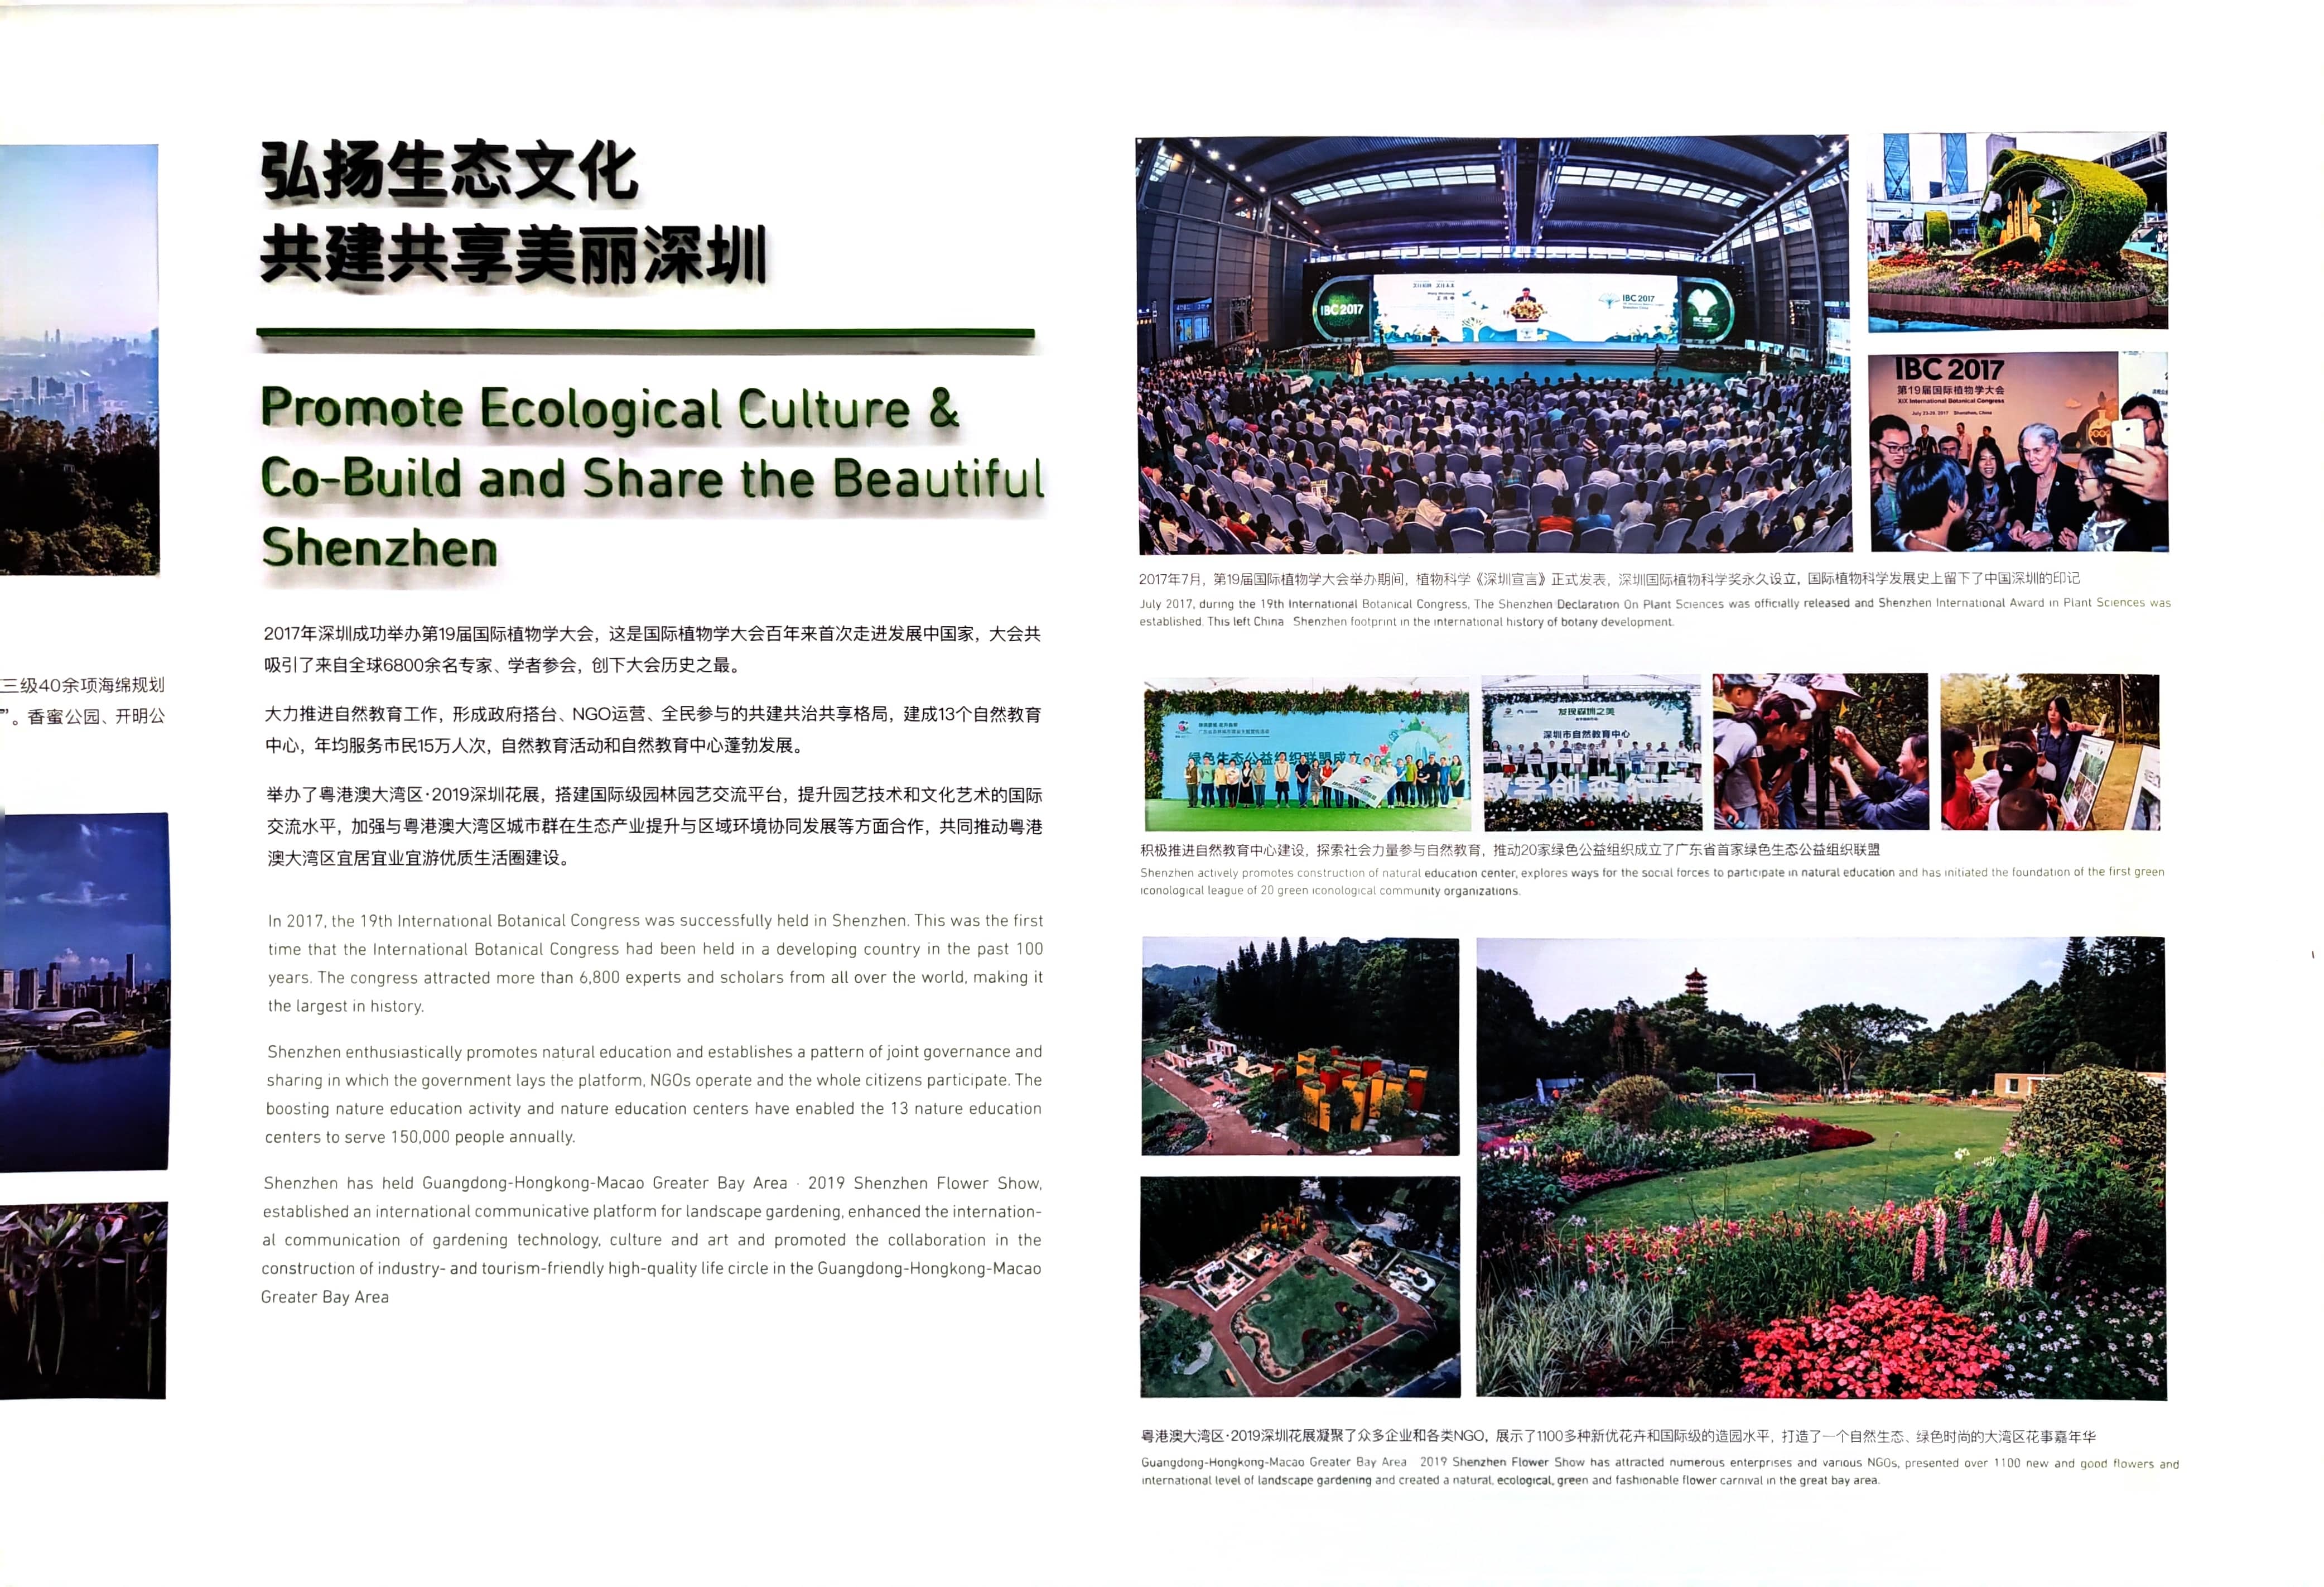 三级40余项海绵规划
”。香蜜公园、开明公
弘扬生态文化
共建共享美丽深圳
Promote Ecological Culture &
Co-Build and Share the Beautiful
Shenzhen
2017年深圳成功举办第19届国际植物学大会，这是国际植物学大会百年来首次走进发展中国家，大会共
吸引了来自全球6800余名专家、学者参会，创下大会历史之最。
大力推进自然教育工作，形成政府搭台、NGO运营、全民参与的共建共治共享格局，建成13个自然教育
中心，年均服务市民15万人次，自然教育活动和自然教育中心蓬勃发展。
举办了粤港澳大湾区·2019深圳花展，搭建国际级园林园艺交流平台，提升园艺技术和文化艺术的国际
交流水平，加强与粤港澳大湾区城市群在生态产业提升与区域环境协同发展等方面合作，共同推动粤港
澳大湾区宜居宜业宜游优质生活圈建设。
In 2017, the 19th International Botanical Congress was successfully held in Shenzhen. This was the first
time that the International Botanical Congress had been held in a developing country in the past 100
years. The congress attracted more than 6,800 experts and scholars from all over the world, making it
the largest in history.
Shenzhen enthusiastically promotes natural education and establishes a pattern of joint governance and
sharing in which the government lays the platform, NGOs operate and the whole citizens participate. The
boosting nature education activity and nature education centers have enabled the 13 nature education
centers to serve 150,000 people annually.
Shenzhen has held Guangdong-Hongkong-Macao Greater Bay Area · 2019 Shenzhen Flower Show,
established an international communicative platform for landscape gardening, enhanced the internation-
al communication of gardening technology, culture and art and promoted the collaboration in the
construction of industry- and tourism-friendly high-quality life circle in the Guangdong-Hongkong-Macao
Greater Bay Area
IBC 2017
IBC 2017
IBC 2017
第19届国际植物学大会
XIX International Botanical Congress
July 23-29, 2017 Shenzhen, China
2017年7月，第19届国际植物学大会举办期间，植物科学《深圳宣言》正式发表，深圳国际植物科学奖永久设立，国际植物科学发展史上留下了中国深圳的印记
July 2017, during the 19th International Botanical Congress, The Shenzhen Declaration On Plant Sciences was officially released and Shenzhen International Award in Plant Sciences was
established. This left China Shenzhen footprint in the international history of botany development.
绿色生态公益组织联盟成立
发现森博之美
深圳市自然教育中心
积极推进自然教育中心建设，探索社会力量参与自然教育，推动20家绿色公益组织成立了广东省首家绿色生态公益组织联盟
Shenzhen actively promotes construction of natural education center, explores ways for the social forces to participate in natural education and has initiated the foundation of the first green
iconological league of 20 green iconological community organizations.
粤港澳大湾区·2019深圳花展凝聚了众多企业和各类NGO，展示了1100多种新优花卉和国际级的造园水平，打造了一个自然生态、绿色时尚的大湾区花事嘉年华
Guangdong-Hongkong-Macao Greater Bay Area 2019 Shenzhen Flower Show has attracted numerous enterprises and various NGOs, presented over 1100 new and good flowers and
international level of landscape gardening and created a natural, ecological, green and fashionable flower carnival in the great bay area.